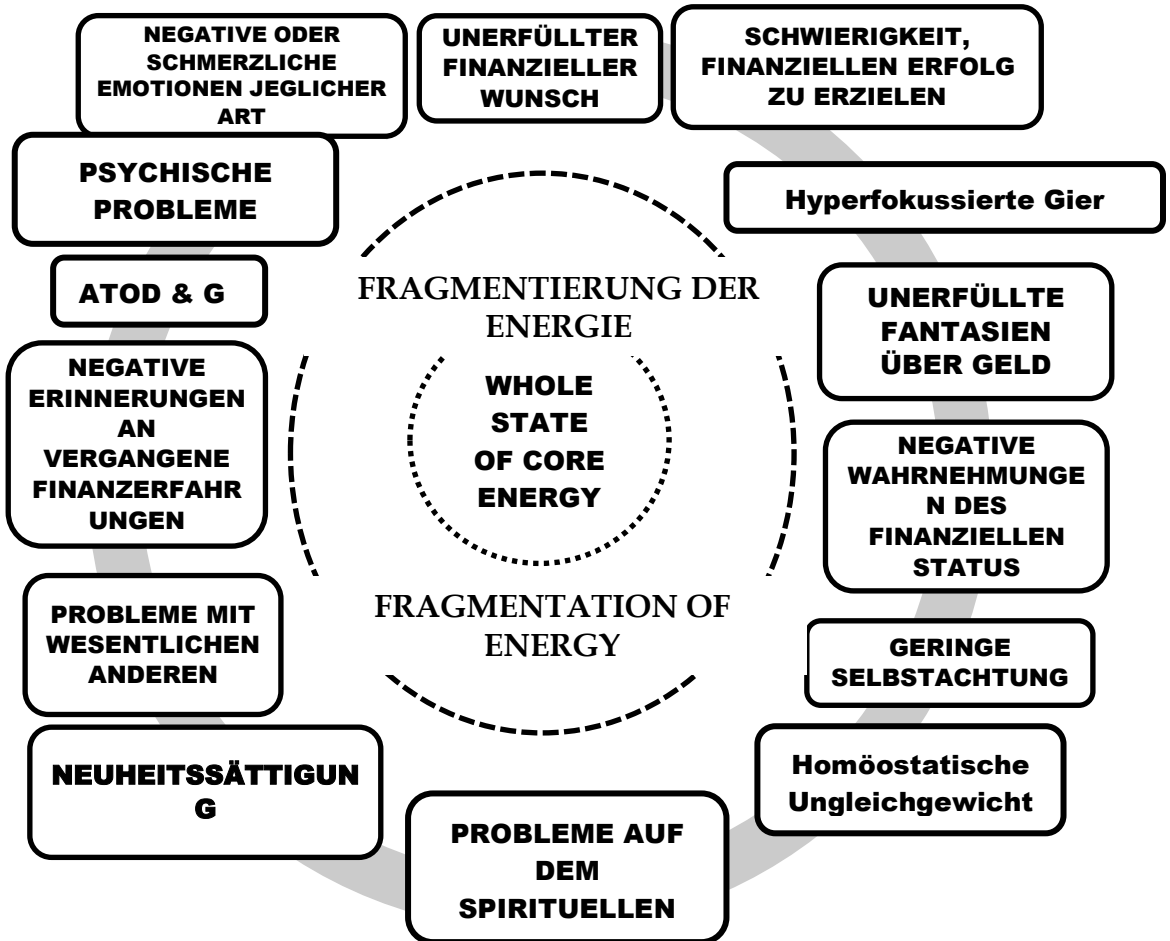 NEGATIVE ODER
SCHMERZLICHE
EMOTIONEN JEGLICHER
ART
UNERFÜLLTER
FINANZIELLER
WUNSCH
SCHWIERIGKEIT,
FINANZIELLEN ERFOLG
ZU ERZIELEN
PSYCHISCHE
PROBLEME
Hyperfokussierte Gier
ATOD & G
FRAGMENTIERUNG DER
ENERGIE
UNERFÜLLTE
FANTASIEN
ÜBER GELD
NEGATIVE
ERINNERUNGEN
AN
VERGANGENE
FINANZERFAHR
UNGEN
WHOLE
STATE
OF CORE
ENERGY
NEGATIVE
WAHRNEHMUNGE
N DES
FINANZIELLEN
STATUS
PROBLEME MIT
WESENTLICHEN
ANDEREN
FRAGMENTATION OF
ENERGY
GERINGE
SELBSTACHTUNG
NEUHEITSSÄTTIGUN
G
Homöostatische
Ungleichgewicht
PROBLEME AUF
DEM
SPIRITUELLEN